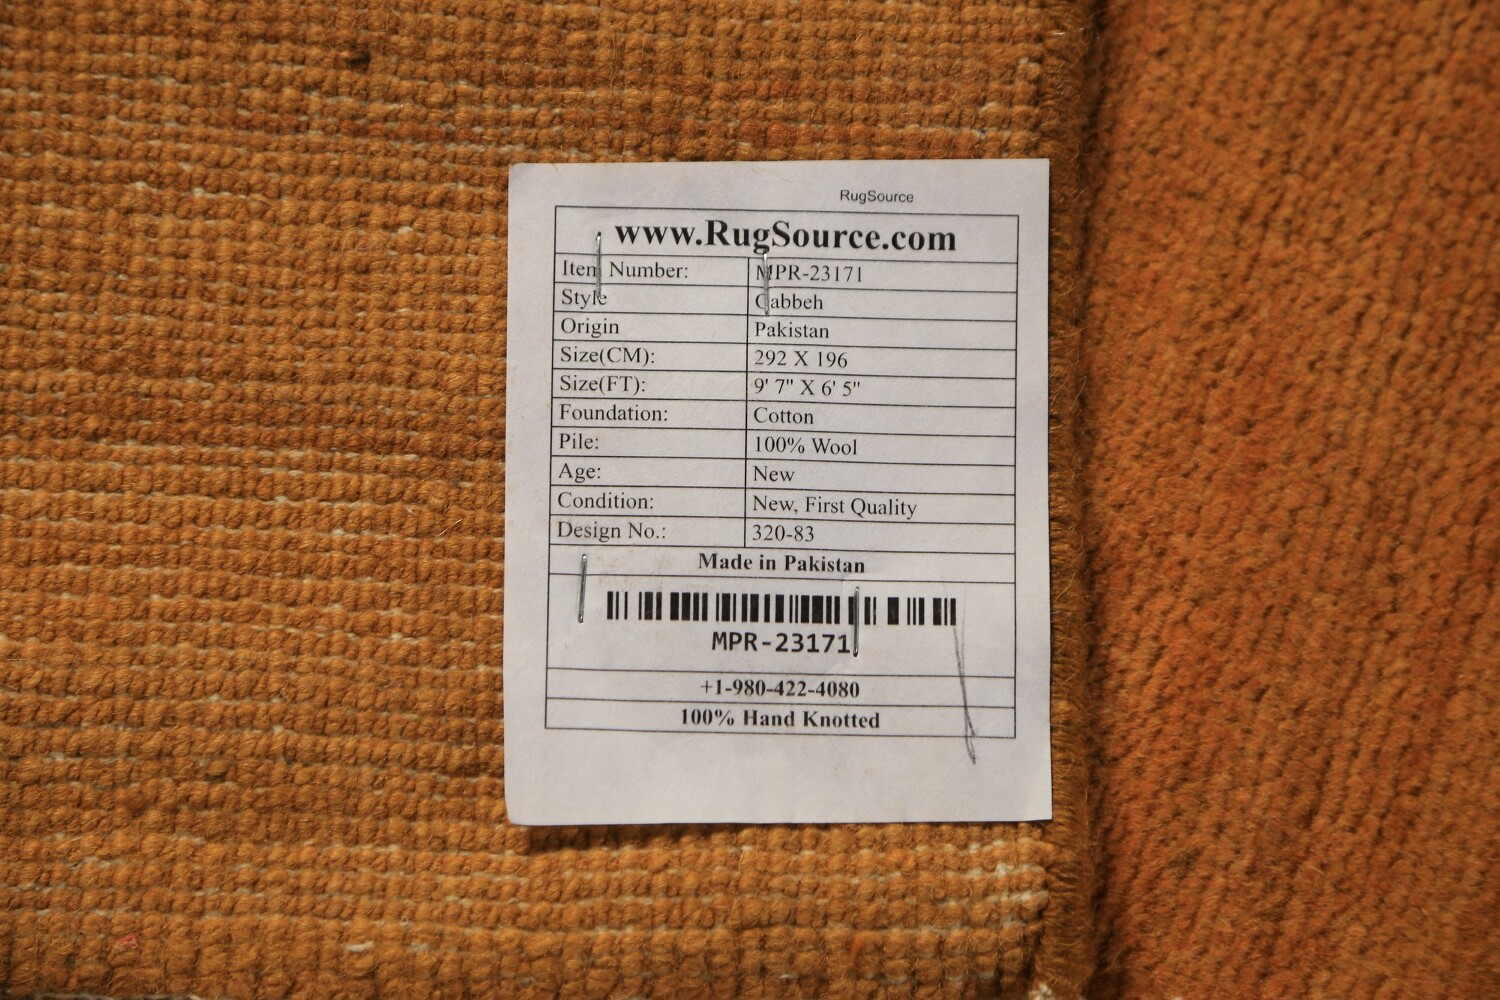 RugSource
www.RugSource.com
Item Number: MPR-23171
Style Gabbeh
Origin Pakistan
Size(CM): 292 X 196
Size(FT): 9' 7" X 6' 5"
Foundation: Cotton
Pile: 100% Wool
Age: New
Condition: New, First Quality
Design No.: 320-83
Made in Pakistan
MPR-23171
+1-980-422-4080
100% Hand Knotted